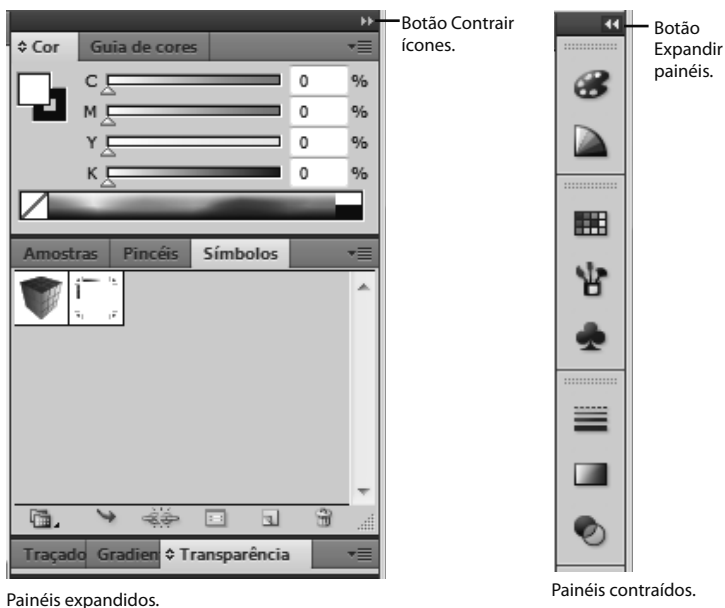 Botão Contrair
ícones.
Cor Guia de cores
C 0 %
M 0 %
Y 0 %
K 0 %
Amostras Pincéis Símbolos
Traçado Gradien Transparência
Painéis expandidos.
Botão
Expandir
painéis.
Painéis contraídos.